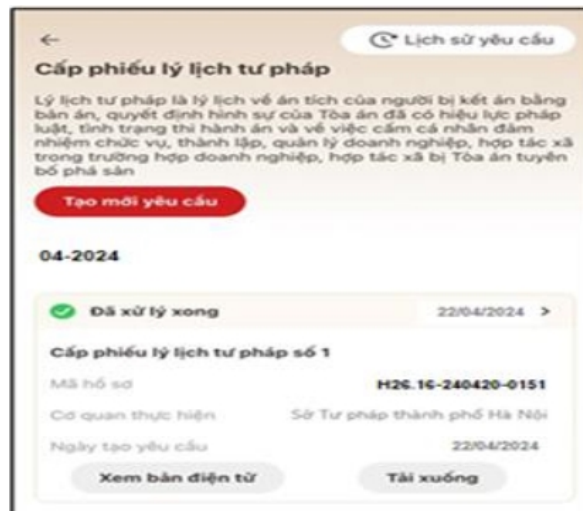 Lịch sử yêu cầu
Cấp phiếu lý lịch tư pháp
Lý lịch tư pháp là lý lịch về án tích của người bị kết án bằng
bản án, quyết định hình sự của Tòa án đã có hiệu lực pháp
luật, tình trạng thi hành án và về việc cấm cá nhân đảm
nhiệm chức vụ, thành lập, quản lý doanh nghiệp, hợp tác xã
trong trường hợp doanh nghiệp, hợp tác xã bị Tòa án tuyên
bố phá sản
Tạo mới yêu cầu
04-2024
Đã xử lý xong 22/04/2024
Cấp phiếu lý lịch tư pháp số 1
Mã hồ sơ H26.16-240420-0151
Cơ quan thực hiện Sở Tư pháp thành phố Hà Nội
Ngày tạo yêu cầu 22/04/2024
Xem bản điện tử Tải xuống